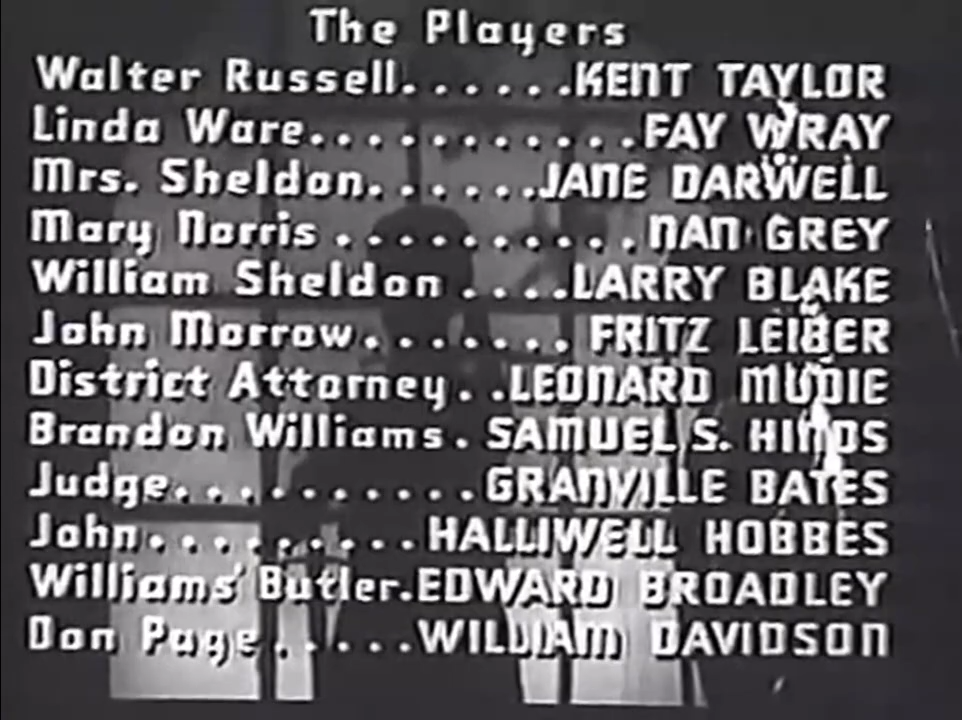 The Players
Walter Russell......KENT TAYLOR
Linda Ware............FAY WRAY
Mrs. Sheldon......JANE DARWELL
Mary Norris ..........NAN GREY
William Sheldon ....LARRY BLAKE
John Morrow....... FRITZ LEIBER
District Attorney..LEONARD MUDIE
Brandon Williams. SAMUEL S. HINDS
Judge..........GRANVILLE BATES
John.........HALLIWELL HOBBES
Williams' Butler.EDWARD BROADLEY
Don Page.....WILLIAM DAVIDSON